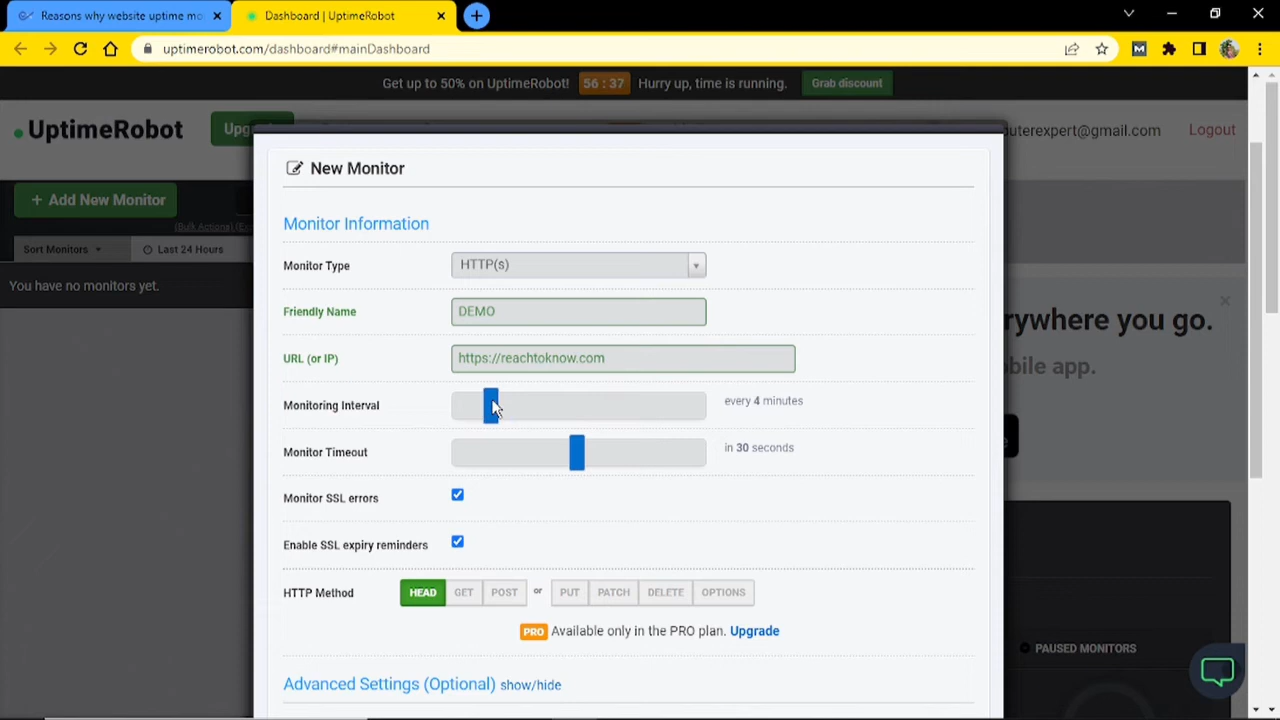 Reasons why website uptime mo
Dashboard | UptimeRobot
uptimerobot.com/dashboard#mainDashboard
Get up to 50% on UptimeRobot! 56 : 37 Hurry up, time is running. Grab discount
UptimeRobot
Upg
uterexpert@gmail.com
Logout
+ Add New Monitor
(Bulk Actions)
Sort Monitors
Last 24 Hours
You have no monitors yet.
New Monitor
Monitor Information
Monitor Type HTTP(s)
Friendly Name DEMO
URL (or IP) https://reachtoknow.com
Monitoring Interval every 4 minutes
Monitor Timeout in 30 seconds
Monitor SSL errors
Enable SSL expiry reminders
HTTP Method HEAD GET POST or PUT PATCH DELETE OPTIONS
PRO Available only in the PRO plan. Upgrade
Advanced Settings (Optional) show/hide
rywhere you go.
bile app.
PAUSED MONITORS